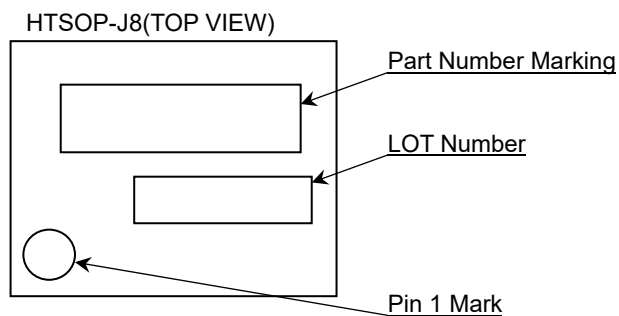 HTSOP-J8(TOP VIEW)
Part Number Marking
LOT Number
Pin 1 Mark